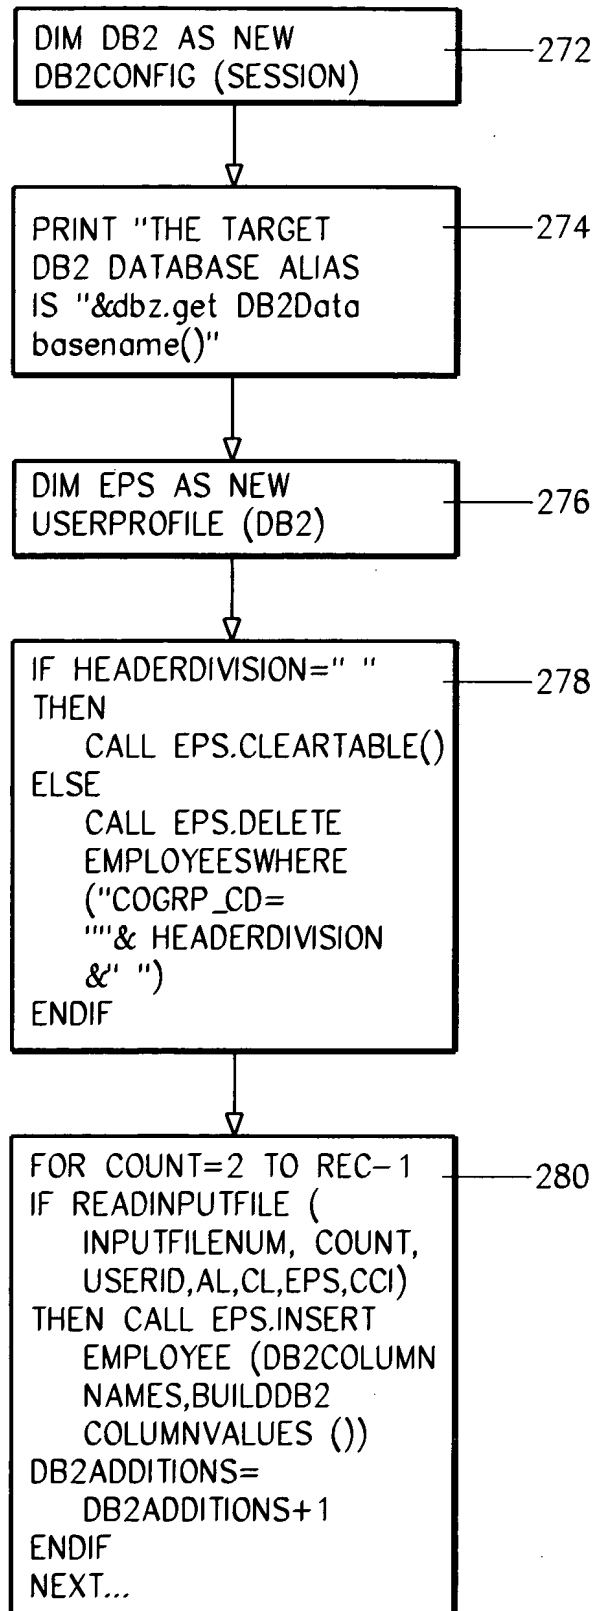 DIM DB2 AS NEW
DB2CONFIG (SESSION)
272
PRINT "THE TARGET
DB2 DATABASE ALIAS
IS "&dbz.get DB2Data
basename()"
274
DIM EPS AS NEW
USERPROFILE (DB2)
276
IF HEADERDIVISION=" "
THEN
CALL EPS.CLEARTABLE()
ELSE
CALL EPS.DELETE
EMPLOYEESWHERE
("COGRP_CD=
""& HEADERDIVISION
&" ")
ENDIF
278
FOR COUNT=2 TO REC-1
IF READINPUTFILE (
INPUTFILENUM, COUNT,
USERID,AL,CL,EPS,CCI)
THEN CALL EPS.INSERT
EMPLOYEE (DB2COLUMN
NAMES,BUILDDB2
COLUMNVALUES ())
DB2ADDITIONS=
DB2ADDITIONS+1
ENDIF
NEXT...
280